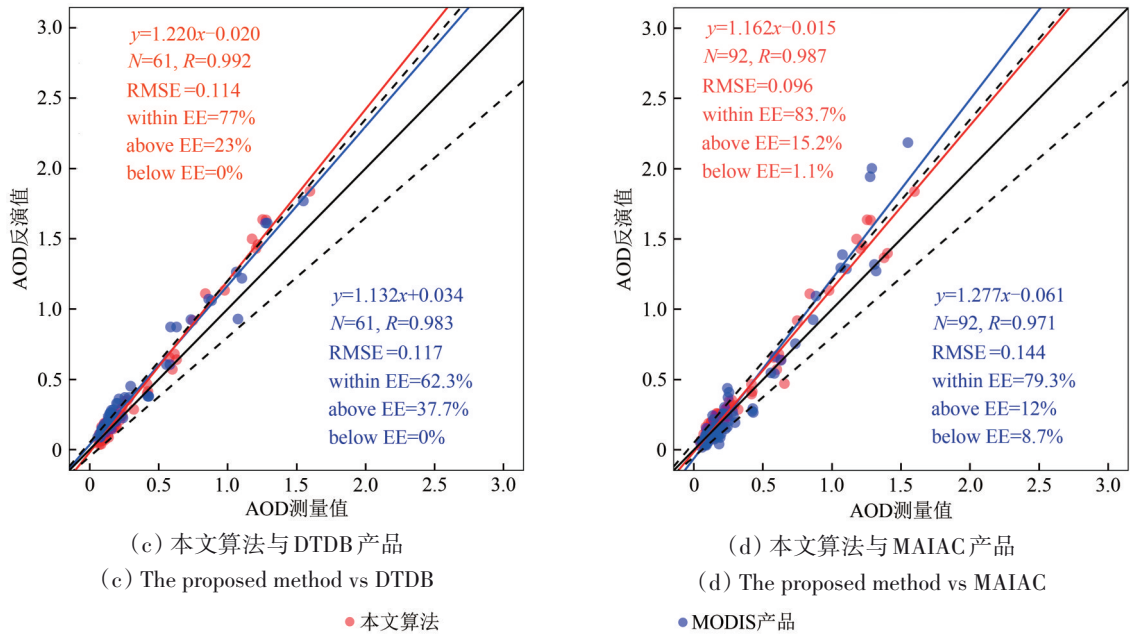 3.0
2.5
2.0
1.5
1.0
0.5
0
AOD反演值
y=1.220x−0.020
N=61, R=0.992
RMSE=0.114
within EE=77%
above EE=23%
below EE=0%
y=1.132x+0.034
N=61, R=0.983
RMSE=0.117
within EE=62.3%
above EE=37.7%
below EE=0%
0 0.5 1.0 1.5 2.0 2.5 3.0
AOD测量值
(c) 本文算法与DTDB产品
(c) The proposed method vs DTDB
3.0
2.5
2.0
1.5
1.0
0.5
0
AOD反演值
y=1.162x−0.015
N=92, R=0.987
RMSE=0.096
within EE=83.7%
above EE=15.2%
below EE=1.1%
y=1.277x−0.061
N=92, R=0.971
RMSE=0.144
within EE=79.3%
above EE=12%
below EE=8.7%
0 0.5 1.0 1.5 2.0 2.5 3.0
AOD测量值
(d) 本文算法与MAIAC产品
(d) The proposed method vs MAIAC
本文算法
MODIS产品